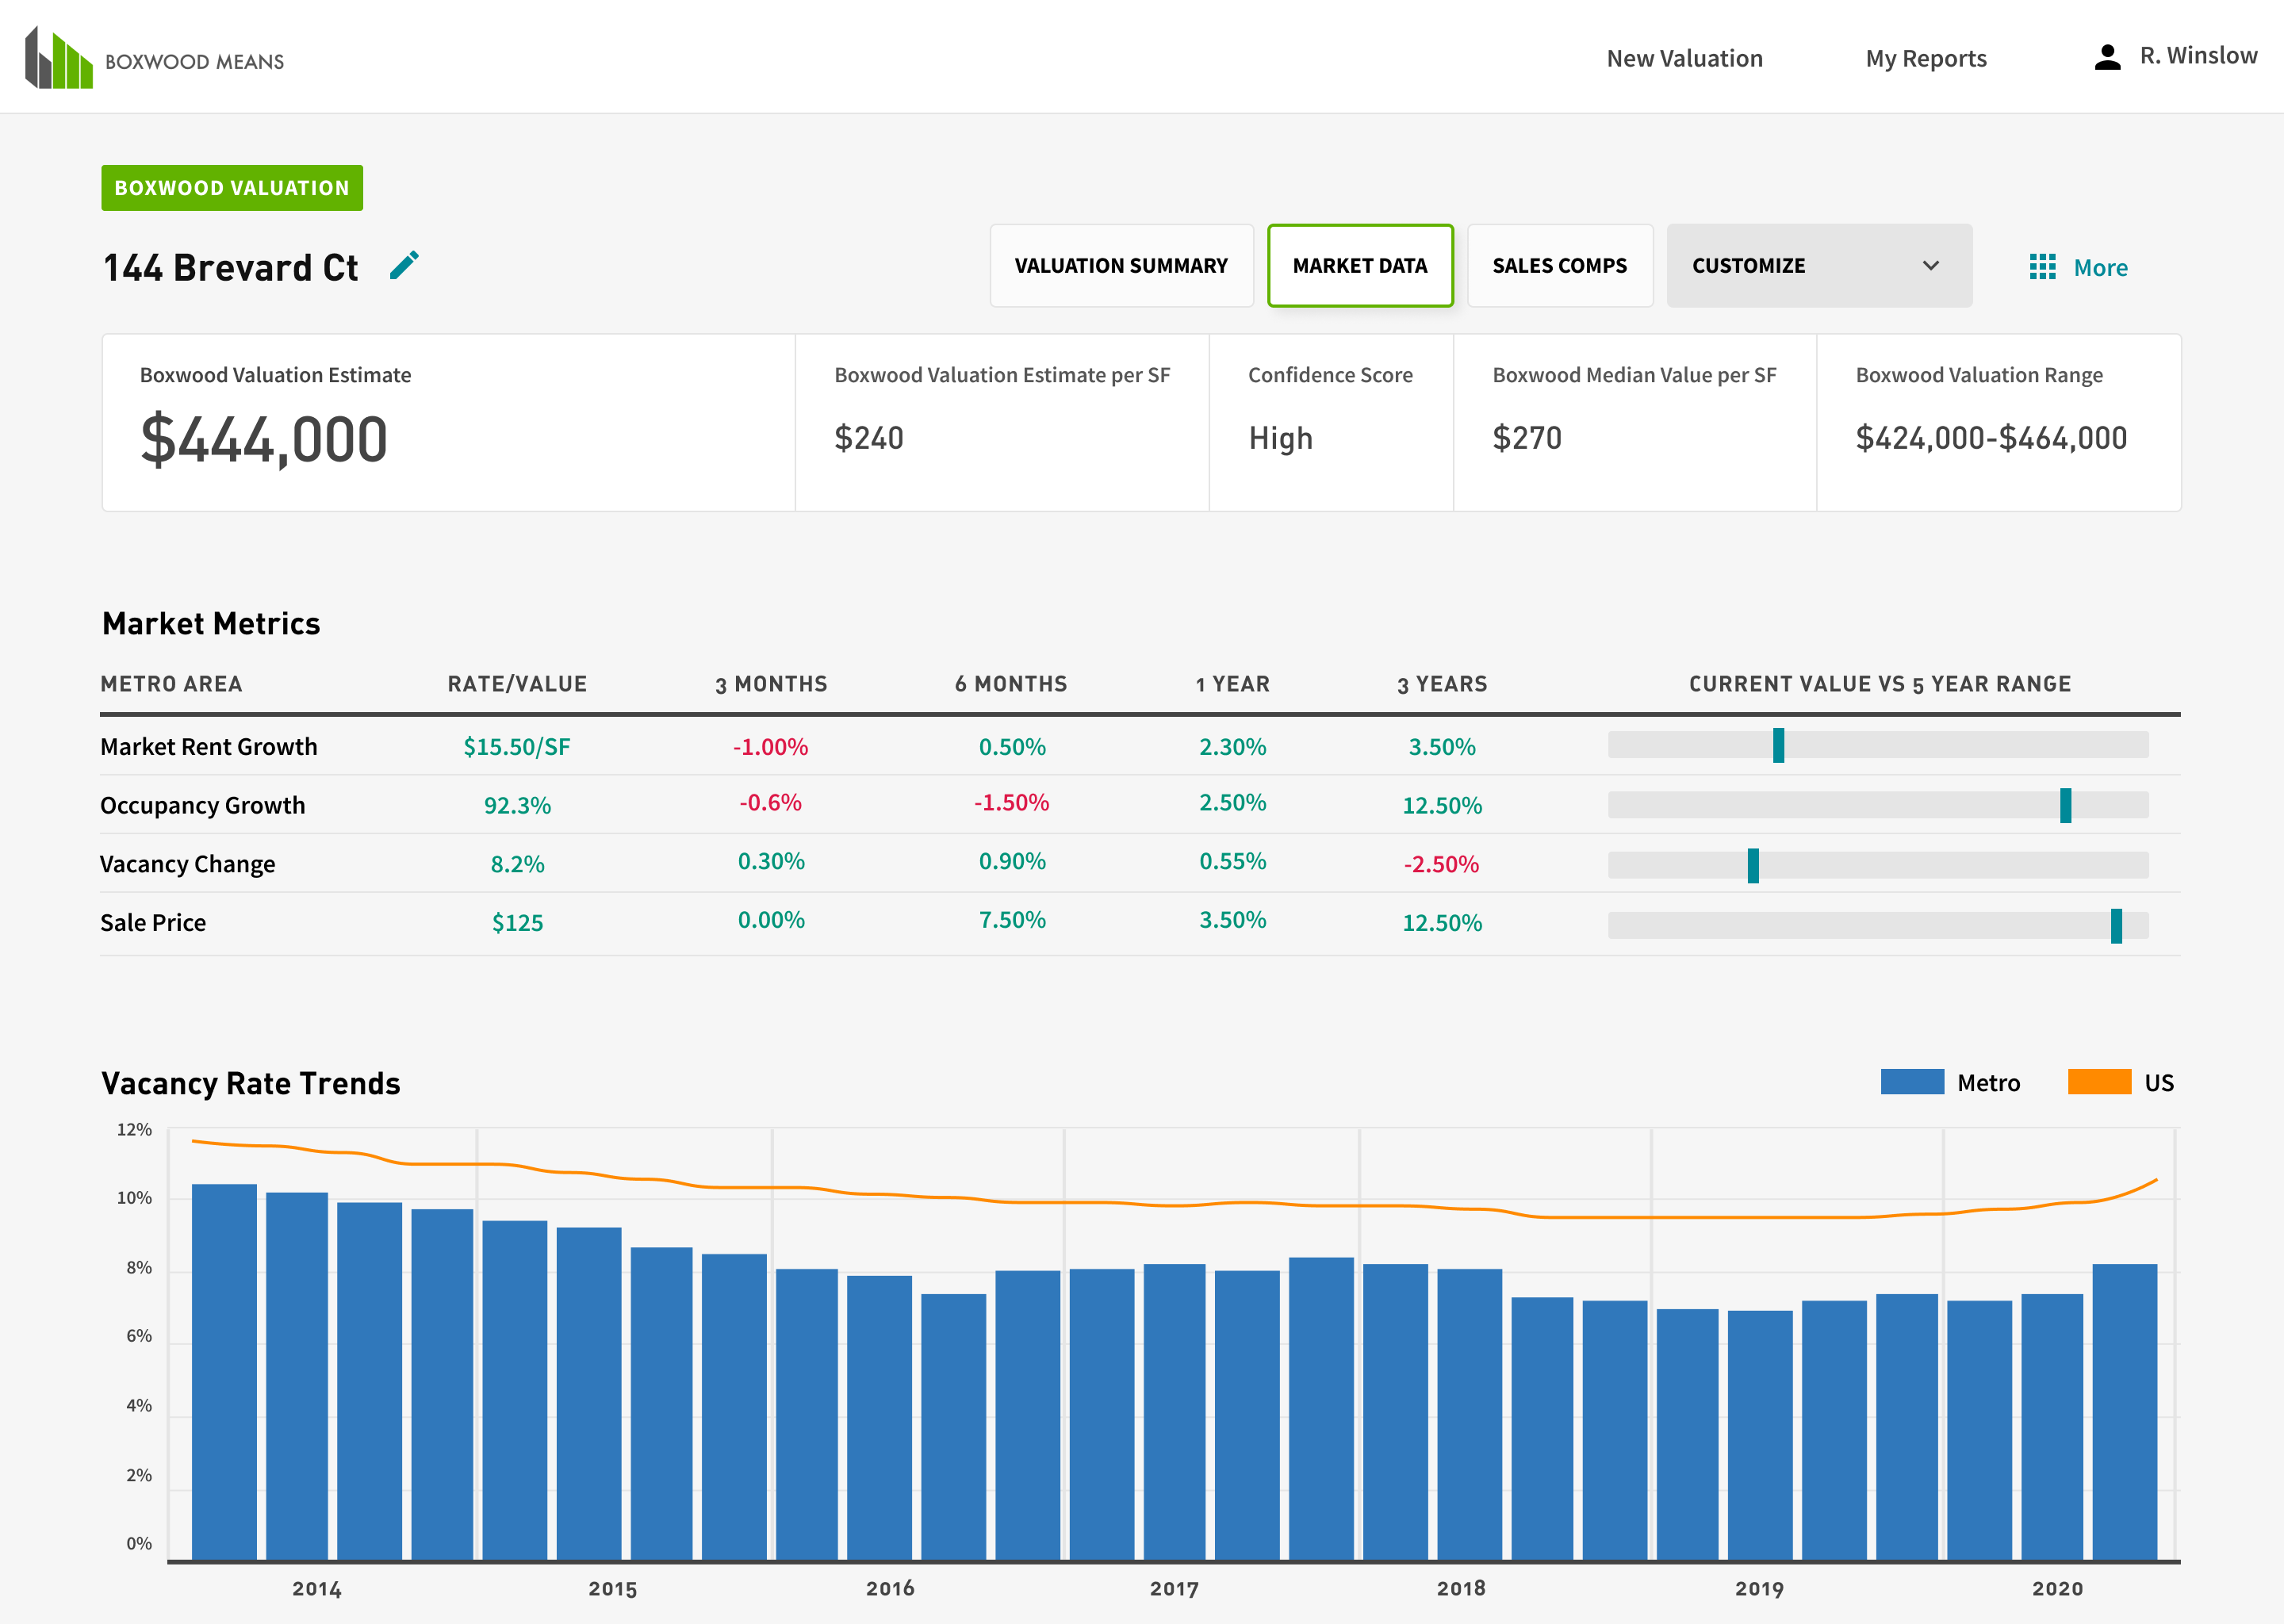 BOXWOOD MEANS
New Valuation
My Reports
R. Winslow
BOXWOOD VALUATION
144 Brevard Ct
VALUATION SUMMARY
MARKET DATA
SALES COMPS
CUSTOMIZE
More
Boxwood Valuation Estimate
$444,000
Boxwood Valuation Estimate per SF
$240
Confidence Score
High
Boxwood Median Value per SF
$270
Boxwood Valuation Range
$424,000-$464,000
Market Metrics
METRO AREA RATE/VALUE 3 MONTHS 6 MONTHS 1 YEAR 3 YEARS CURRENT VALUE VS 5 YEAR RANGE
Market Rent Growth $15.50/SF -1.00% 0.50% 2.30% 3.50%
Occupancy Growth 92.3% -0.6% -1.50% 2.50% 12.50%
Vacancy Change 8.2% 0.30% 0.90% 0.55% -2.50%
Sale Price $125 0.00% 7.50% 3.50% 12.50%
Vacancy Rate Trends
Metro
US
12%
10%
8%
6%
4%
2%
0%
2014 2015 2016 2017 2018 2019 2020